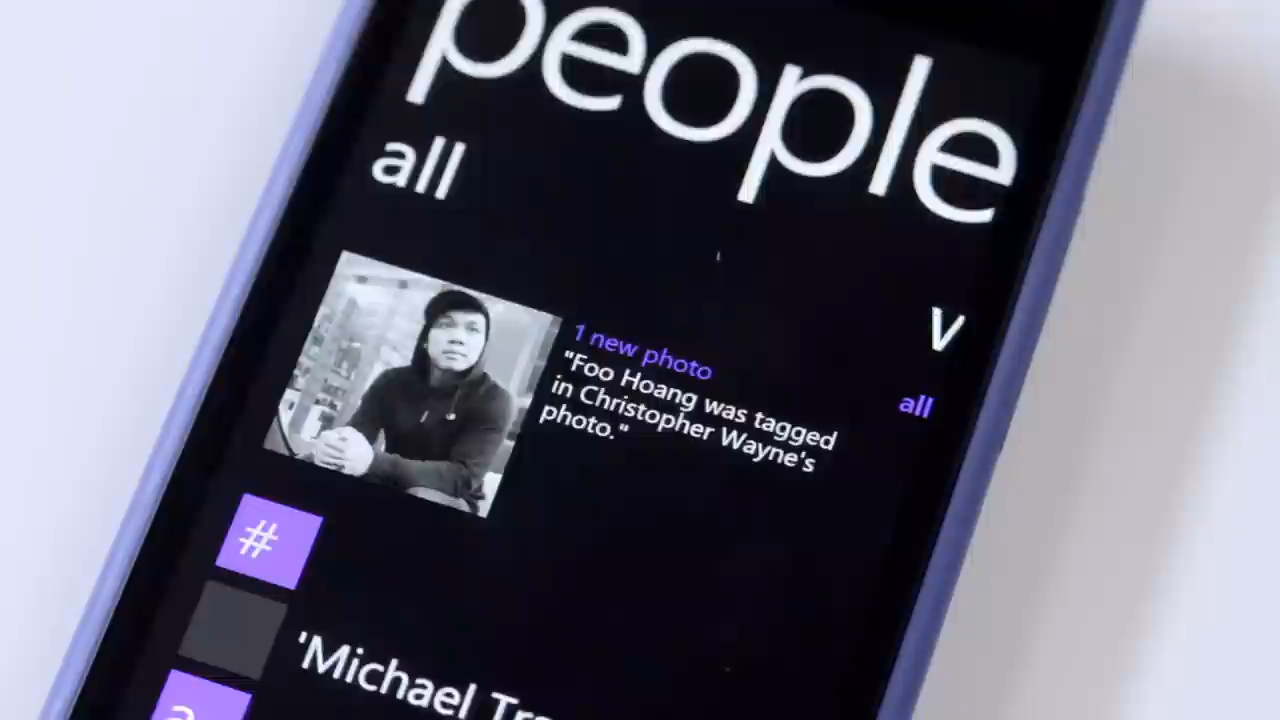 people
all
1 new photo
"Foo Hoang was tagged
in Christopher Wayne's
photo."
all
#
'Michael
a